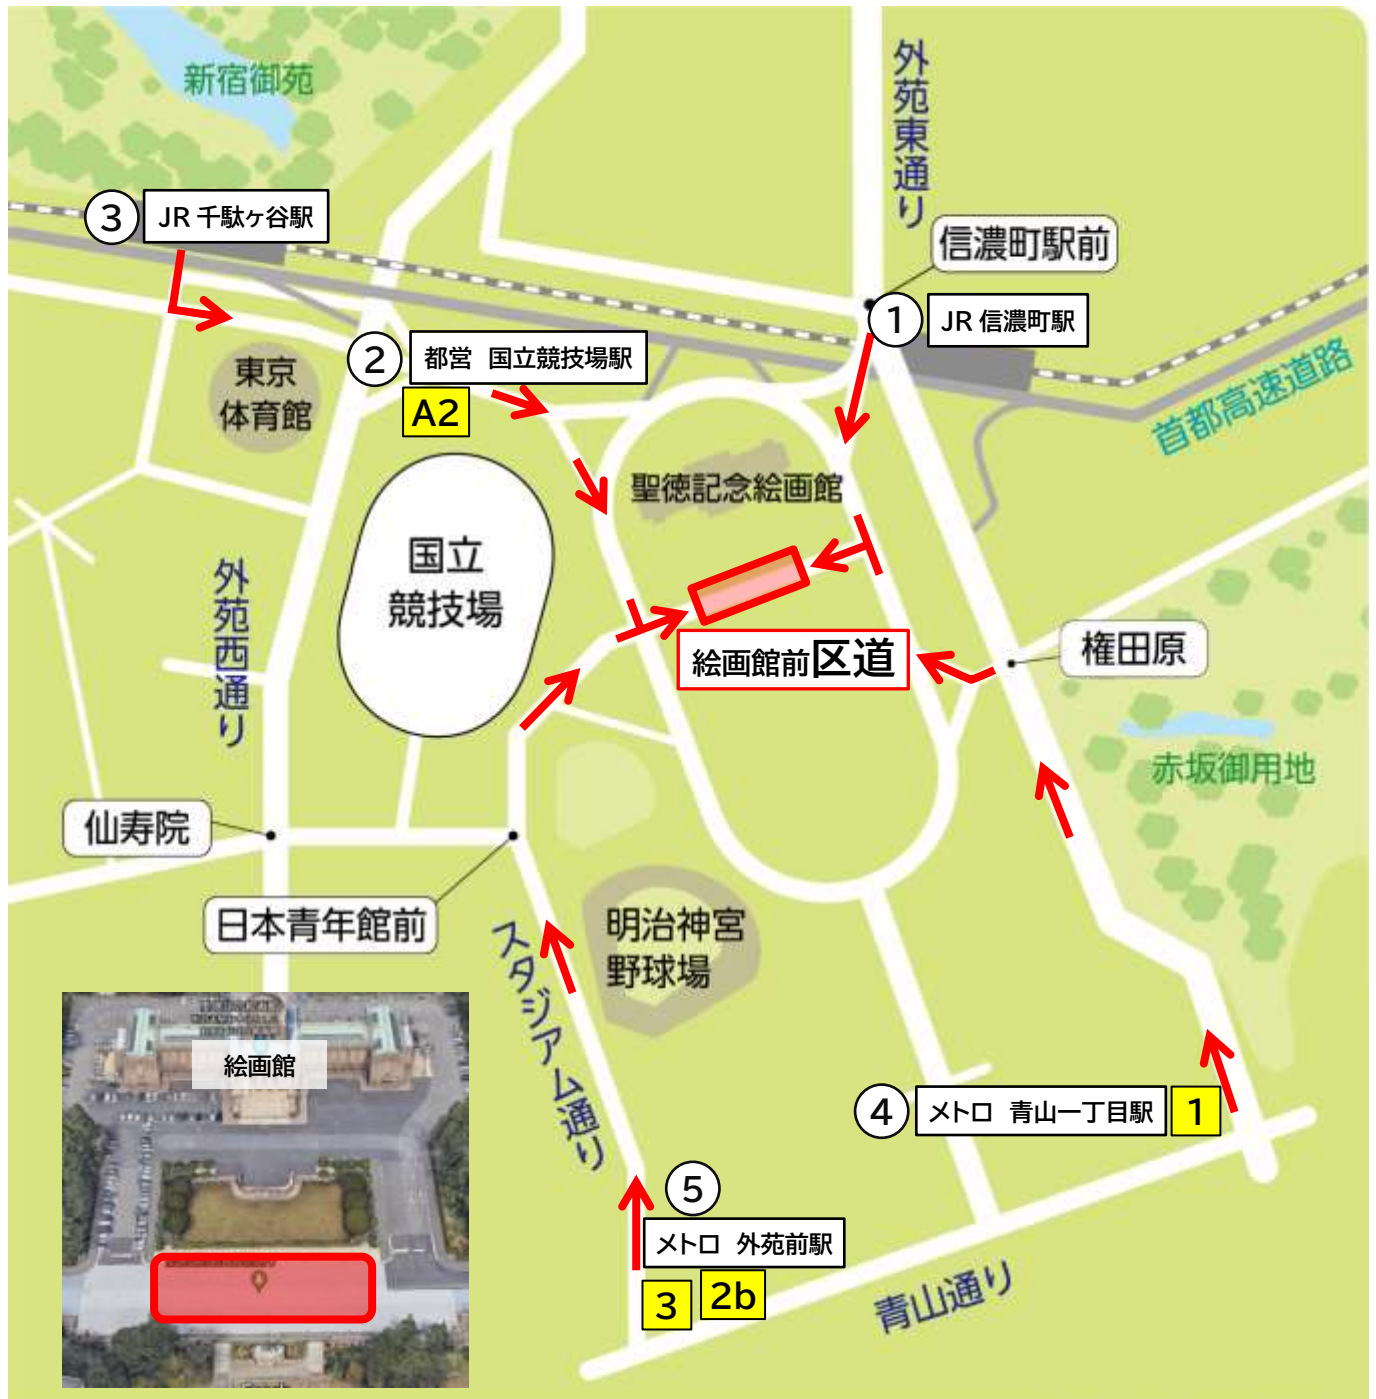 新宿御苑
外苑東通り
③ JR 千駄ヶ谷駅
信濃町駅前
① JR 信濃町駅
② 都営 国立競技場駅
A2
東京
体育館
首都高速道路
聖徳記念絵画館
国立
競技場
外苑西通り
絵画館前区道
権田原
赤坂御用地
仙寿院
日本青年館前
明治神宮
野球場
スタジアム通り
絵画館
④ メトロ 青山一丁目駅 1
⑤
メトロ 外苑前駅
3 2b
青山通り